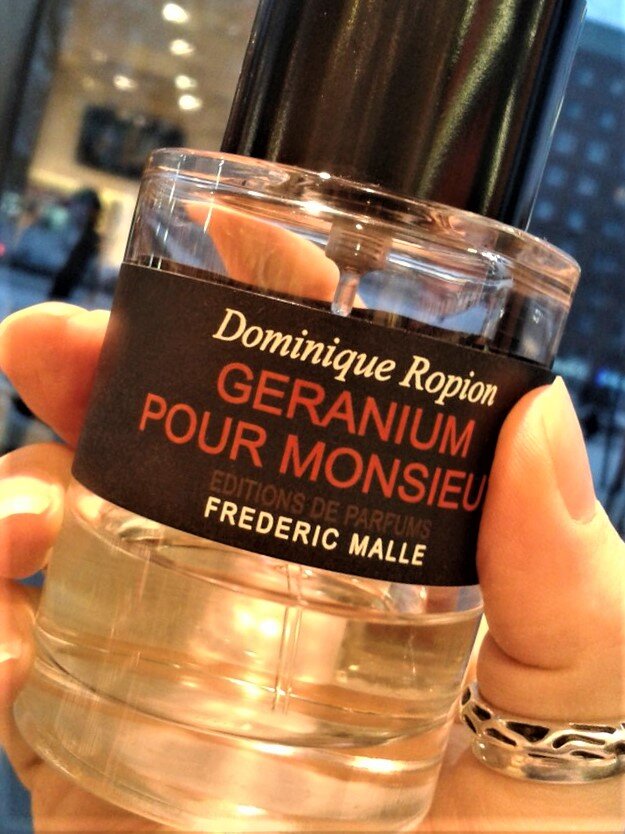 Dominique Ropion
GERANIUM
POUR MONSIEU
EDITIONS DE PARFUMS
FREDERIC MALLE